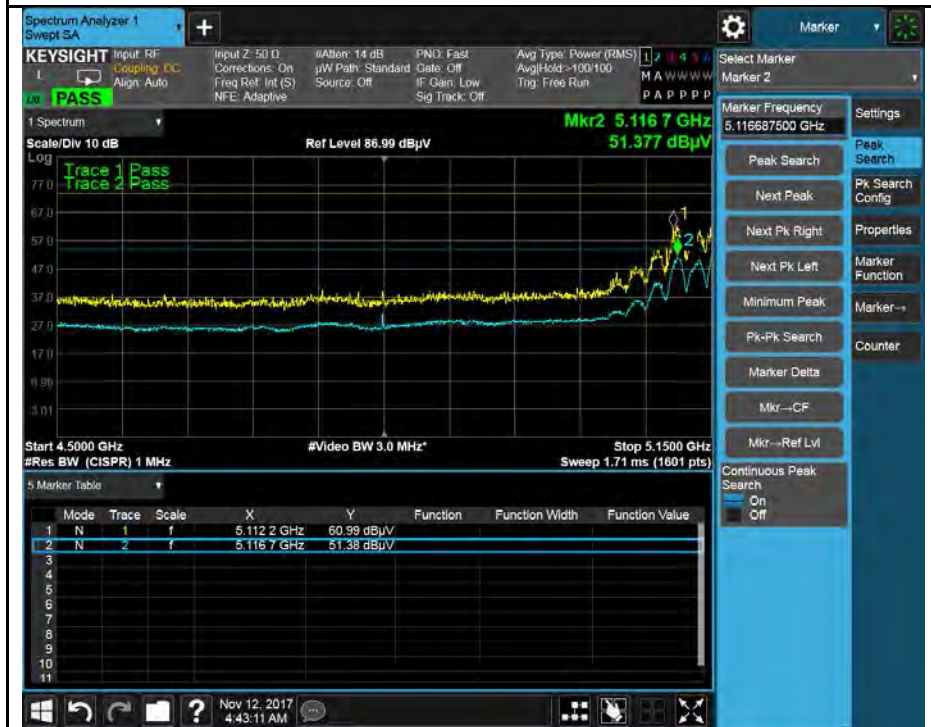 Spectrum Analyzer 1
Swept SA
+
Marker
KEYSIGHT
L
PASS
Input: RF
Coupling: DC
Align: Auto
Input Z: 50 Ω
Corrections: On
Freq Ref: Int (S)
NFE: Adaptive
#Atten: 14 dB
µW Path: Standard
Source: Off
PNO: Fast
Gate: Off
IF Gain: Low
Sig Track: Off
Avg Type: Power (RMS)
Avg|Hold:>100/100
Trig: Free Run
1 2 3 4 5 6
M A W W W W
P A P P P P
Select Marker
Marker 2
1 Spectrum
Scale/Div 10 dB
Ref Level 86.99 dBµV
Mkr2 5.116 7 GHz
51.377 dBµV
Log
Trace 1 Pass
Trace 2 Pass
77.0
67.0
57.0
47.0
37.0
27.0
17.0
6.99
-3.01
1
2
Start 4.5000 GHz
#Video BW 3.0 MHz*
Stop 5.1500 GHz
#Res BW (CISPR) 1 MHz
Sweep 1.71 ms (1601 pts)
5 Marker Table
Mode Trace Scale X Y Function Function Width Function Value
1 N 1 f 5.112 2 GHz 60.99 dBµV
2 N 2 f 5.116 7 GHz 51.38 dBµV
3
4
5
6
7
8
9
10
11
Marker Frequency
5.116687500 GHz
Peak Search
Next Peak
Next Pk Right
Next Pk Left
Minimum Peak
Pk-Pk Search
Marker Delta
Mkr→CF
Mkr→Ref Lvl
Continuous Peak
Search
On
Off
Settings
Peak
Search
Pk Search
Config
Properties
Marker
Function
Marker→
Counter
?
Nov 12, 2017
4:43:11 AM